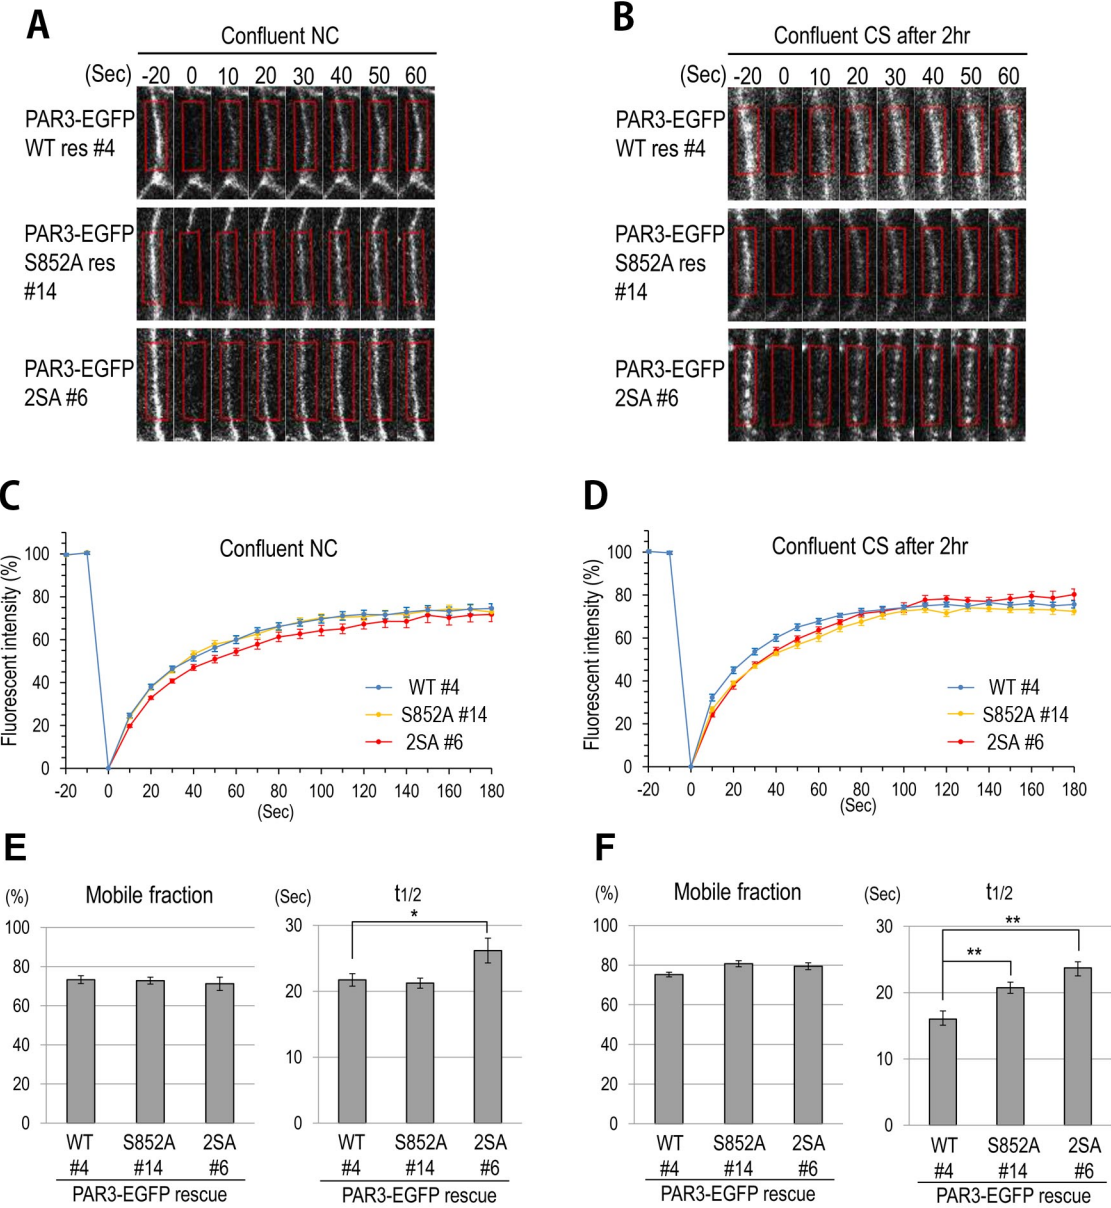 A
Confluent NC
(Sec) -20 0 10 20 30 40 50 60
PAR3-EGFP
WT res #4
PAR3-EGFP
S852A res
#14
PAR3-EGFP
2SA #6
B
Confluent CS after 2hr
(Sec) -20 0 10 20 30 40 50 60
PAR3-EGFP
WT res #4
PAR3-EGFP
S852A res
#14
PAR3-EGFP
2SA #6
C
Confluent NC
Fluorescent intensity (%)
100
80
60
40
20
0
-20 0 20 40 60 80 100 120 140 160 180
(Sec)
WT #4
S852A #14
2SA #6
D
Confluent CS after 2hr
Fluorescent intensity (%)
100
80
60
40
20
0
-20 0 20 40 60 80 100 120 140 160 180
(Sec)
WT #4
S852A #14
2SA #6
E
(%) Mobile fraction
100
80
60
40
20
0
WT S852A 2SA
#4 #14 #6
PAR3-EGFP rescue
(Sec) t1/2
*
30
20
10
0
WT S852A 2SA
#4 #14 #6
PAR3-EGFP rescue
F
(%) Mobile fraction
100
80
60
40
20
0
WT S852A 2SA
#4 #14 #6
PAR3-EGFP rescue
(Sec) t1/2
**
**
30
20
10
0
WT S852A 2SA
#4 #14 #6
PAR3-EGFP rescue